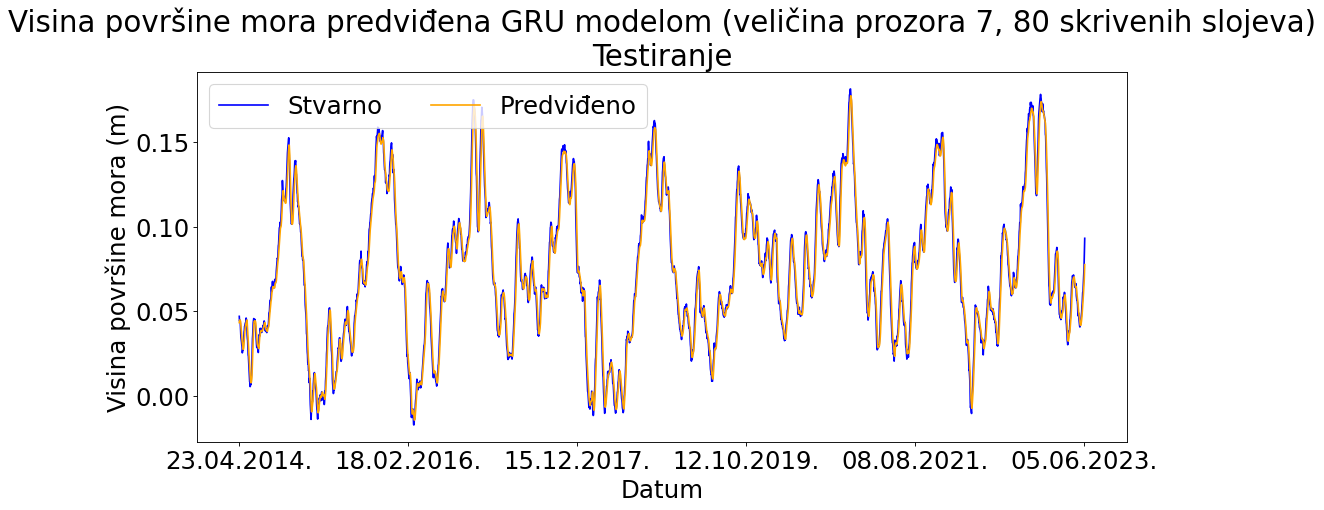 Visina površine mora predviđena GRU modelom (veličina prozora 7, 80 skrivenih slojeva)
Testiranje
Stvarno
Predviđeno
Visina površine mora (m)
0.15
0.10
0.05
0.00
23.04.2014.
18.02.2016.
15.12.2017.
12.10.2019.
08.08.2021.
05.06.2023.
Datum